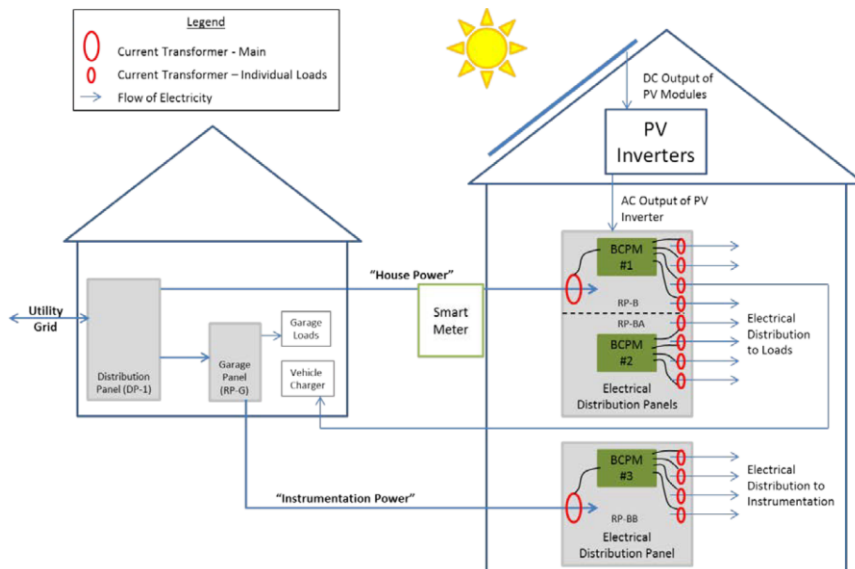 Legend
Current Transformer - Main
Current Transformer – Individual Loads
Flow of Electricity
DC Output of
PV Modules
PV
Inverters
AC Output of PV
Inverter
BCPM
#1
"House Power"
Utility
Grid
Smart
Meter
RP-B
RP-BA
Garage
Loads
Electrical
Distribution
to Loads
BCPM
#2
Distribution
Panel (DP-1)
Garage
Panel
(RP-G)
Vehicle
Charger
Electrical
Distribution Panels
BCPM
#3
Electrical
Distribution to
Instrumentation
"Instrumentation Power"
RP-BB
Electrical
Distribution Panel